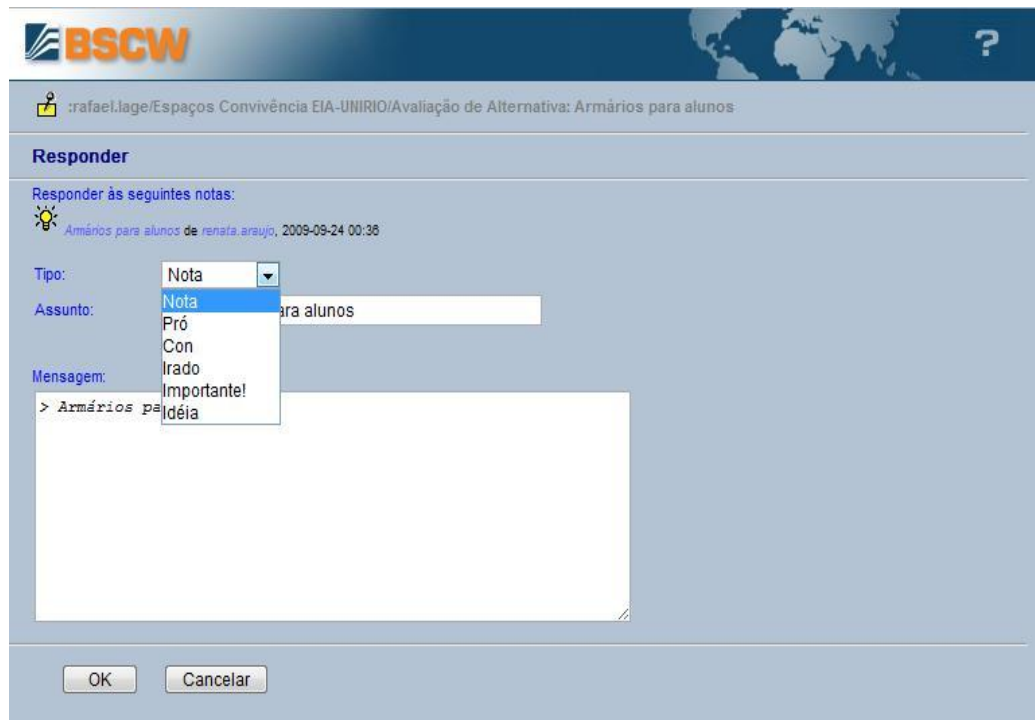 BSCW
?
:rafael.lage/Espaços Convivência EIA-UNIRIO/Avaliação de Alternativa: Armários para alunos
Responder
Responder às seguintes notas:
Armários para alunos de renata.araujo, 2009-09-24 00:36
Tipo: Nota
Nota
Assunto: ara alunos
Pró
Con
Irado
Mensagem:
Importante!
> Armários pa
Idéia
OK Cancelar